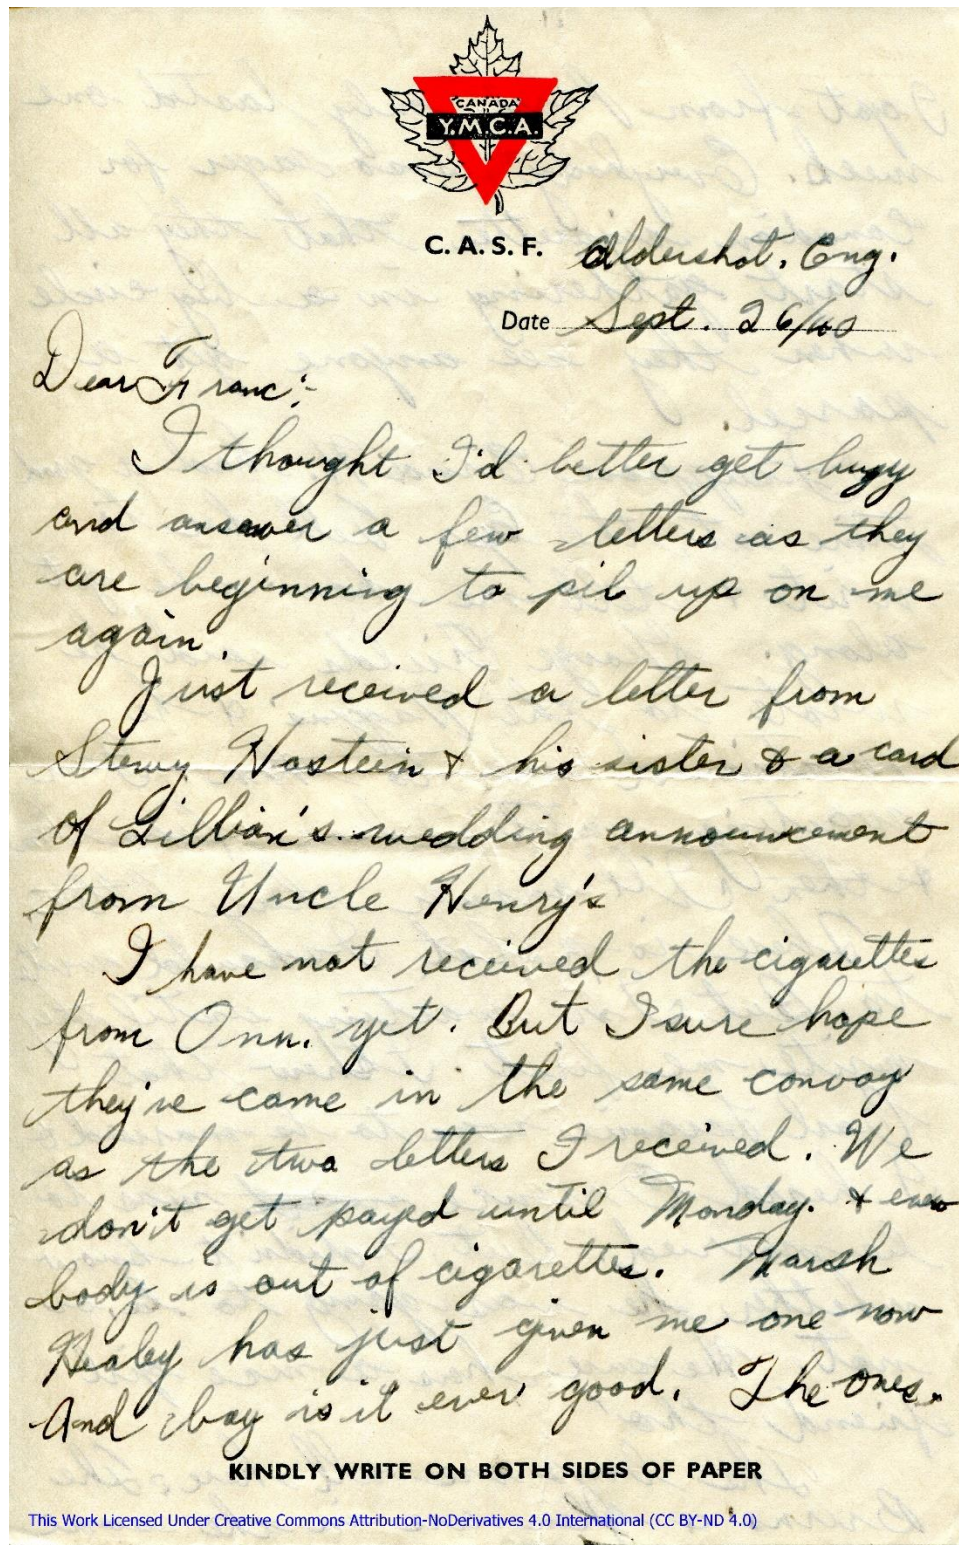 CANADA
Y.M.C.A.
C. A. S. F. Aldershot. Eng.
Date Sept. 26/40
Dear Franc:-
I thought I'd better get busy
and answer a few letters as they
are beginning to pil up on me
again.
Just received a letter from
Stewy Hastein & his sister & a card
of Lillian's wedding announcement
from Uncle Henry's
I have not received the cigarettes
from Onn. yet. But I sure hope
they're came in the same convoy
as the two letters I received. We
don't get payed until Monday. & every
body is out of cigarettes. Marsh
Healey has just given me one now
And boy is it ever good. The ones.
KINDLY WRITE ON BOTH SIDES OF PAPER
This Work Licensed Under Creative Commons Attribution-NoDerivatives 4.0 International (CC BY-ND 4.0)